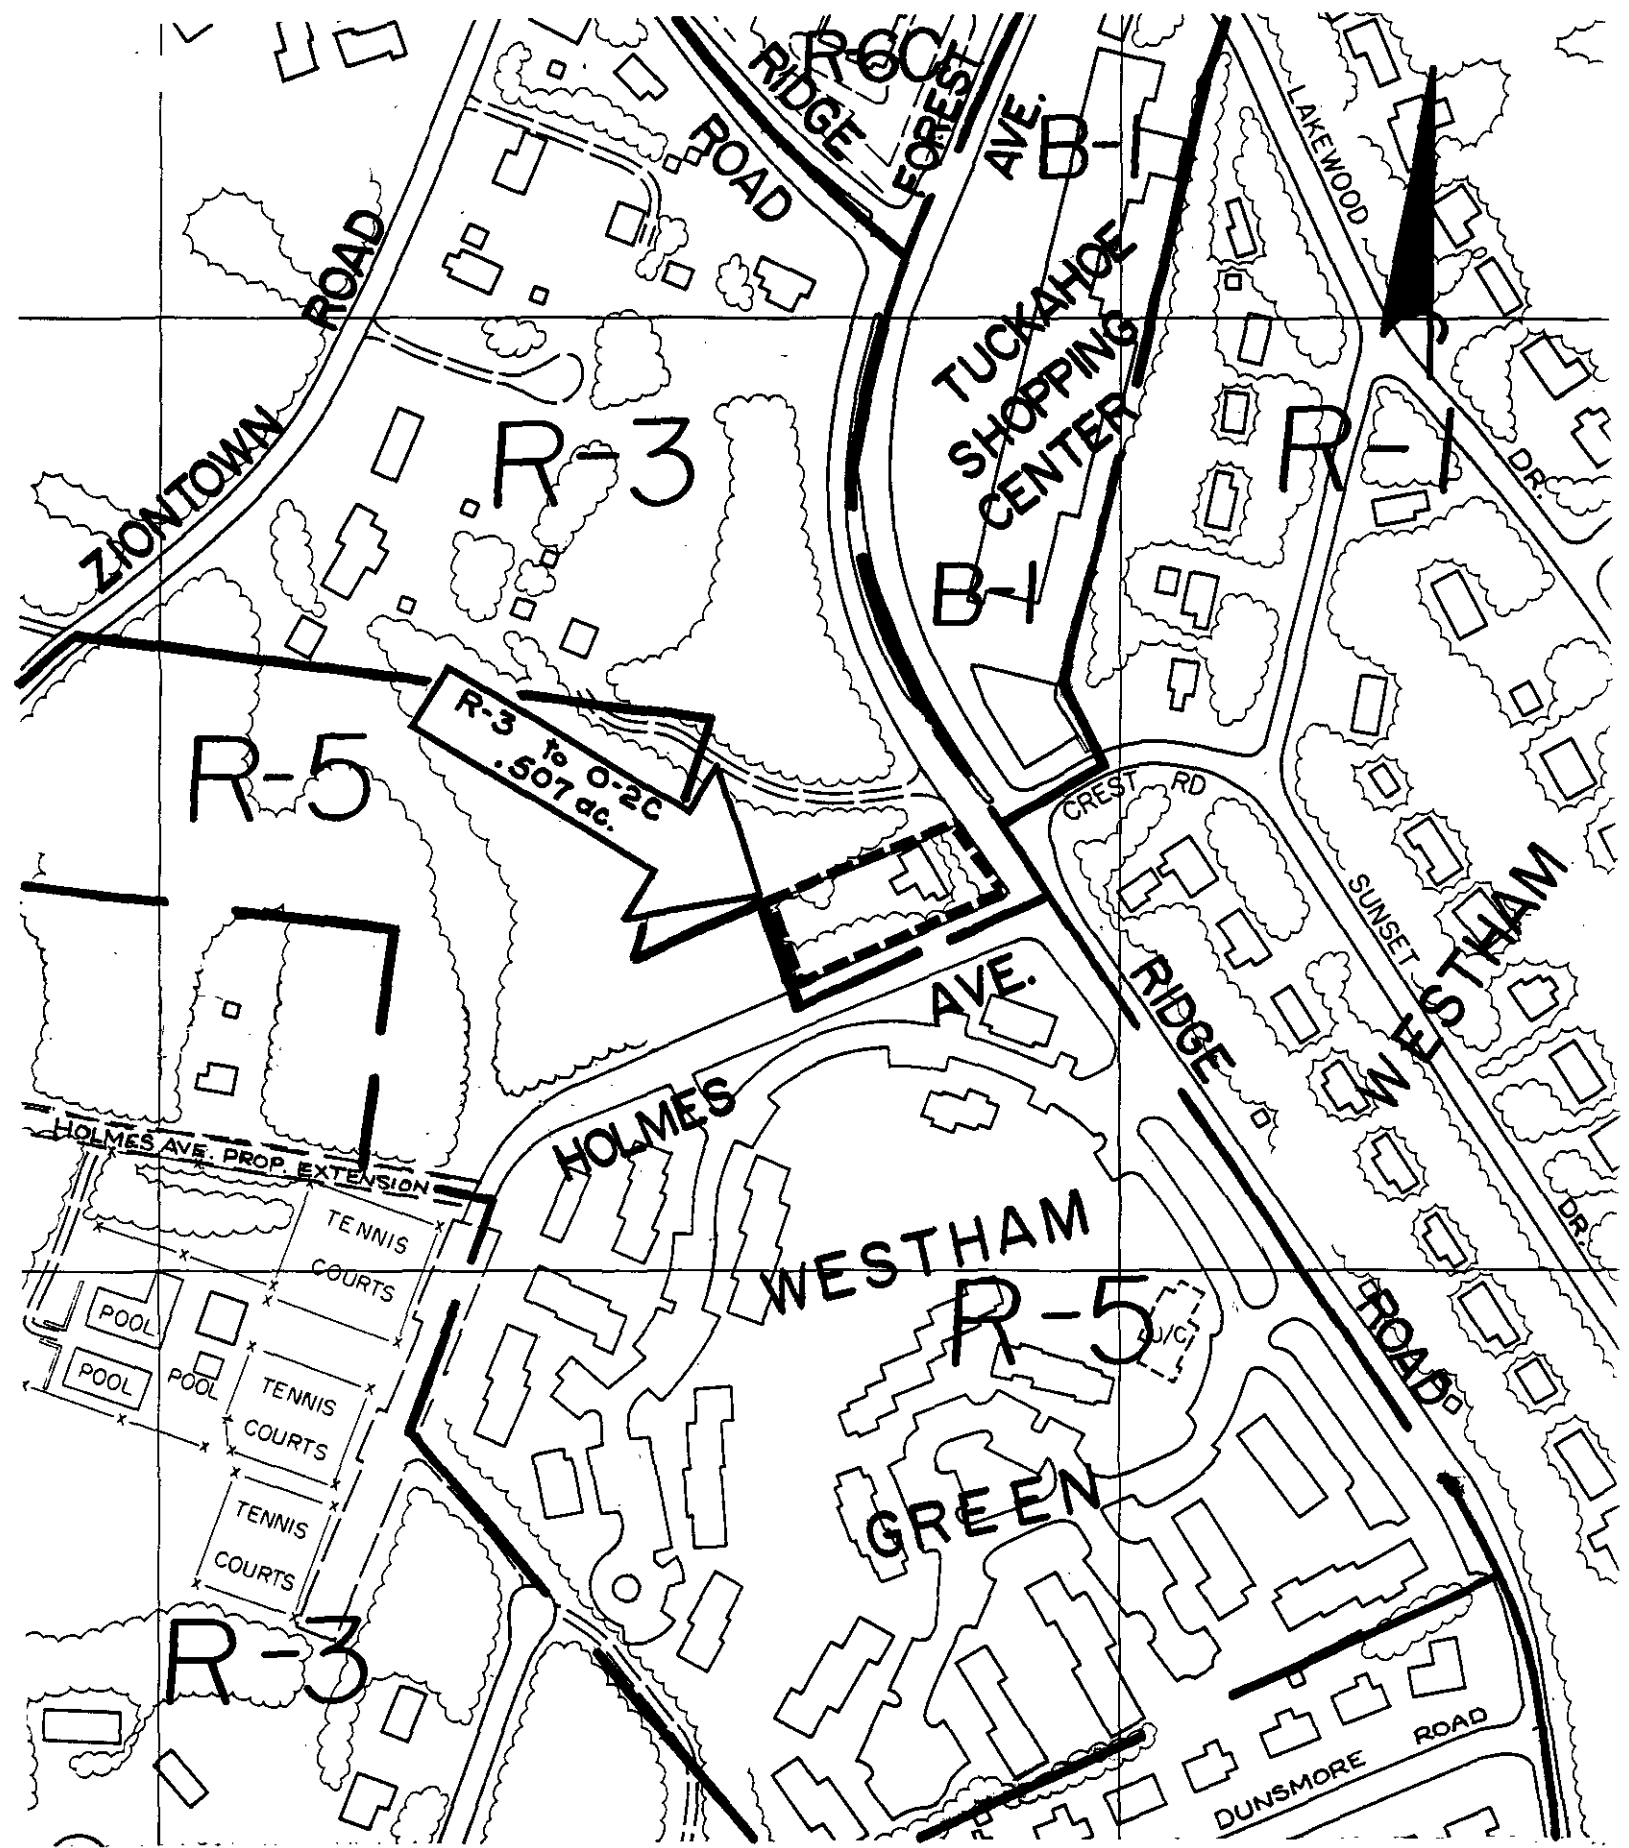 R-6C
RIDGE
ROAD
FOREST
AVE.
B-1
LAKEWOOD
DR.
ROAD
ZIONTOWN
TUCKAHOE
SHOPPING
CENTER
R-3
R-1
B-1
R-3
to O-2C
.507 ac.
R-5
CREST RD
SUNSET
DR.
WESTHAM
HOLMES
AVE.
RIDGE
ROAD
HOLMES AVE. PROP. EXTENSION
TENNIS
COURTS
POOL
POOL
POOL
TENNIS
COURTS
TENNIS
COURTS
WESTHAM
R-5
U/C
GREEN
R-3
DUNSMORE ROAD